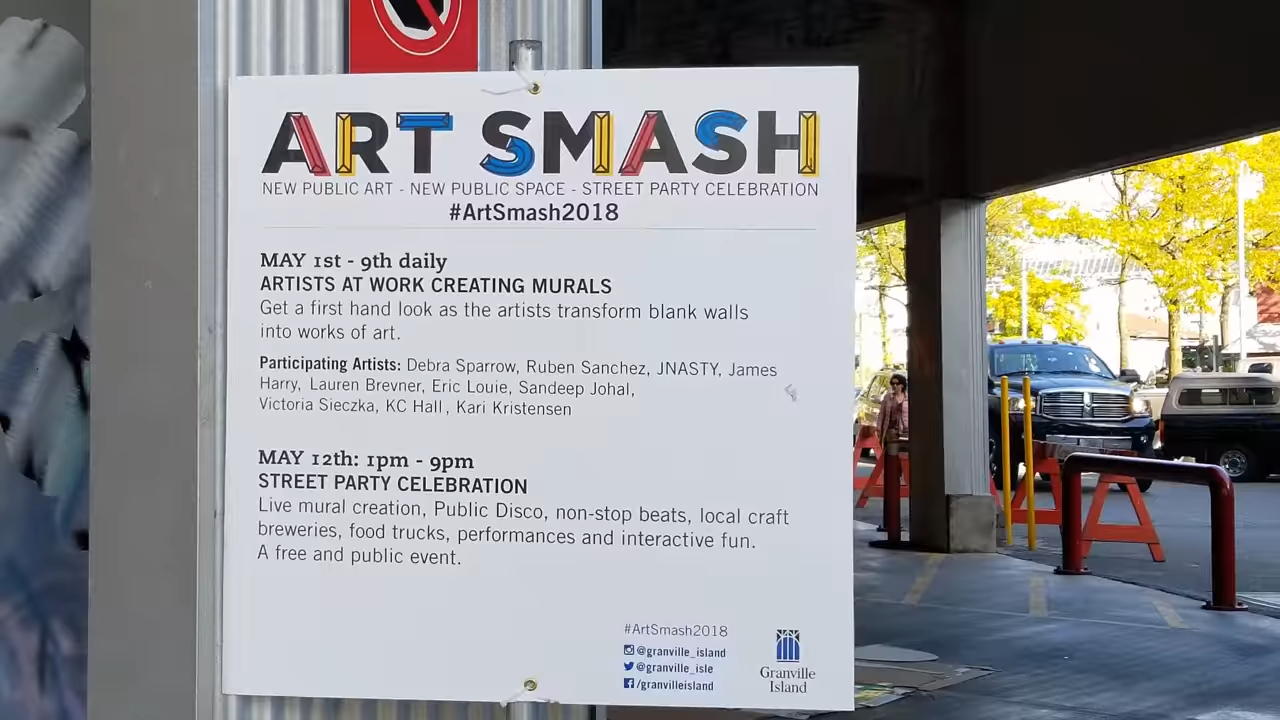 ART SMASH
NEW PUBLIC ART - NEW PUBLIC SPACE - STREET PARTY CELEBRATION
#ArtSmash2018
MAY 1st - 9th daily
ARTISTS AT WORK CREATING MURALS
Get a first hand look as the artists transform blank walls
into works of art.
Participating Artists: Debra Sparrow, Ruben Sanchez, JNASTY, James
Harry, Lauren Brevner, Eric Louie, Sandeep Johal,
Victoria Sieczka, KC Hall, Kari Kristensen
MAY 12th: 1pm - 9pm
STREET PARTY CELEBRATION
Live mural creation, Public Disco, non-stop beats, local craft
breweries, food trucks, performances and interactive fun.
A free and public event.
#ArtSmash2018
@granville_island
@granville_isle
/granvilleisland
Granville
Island